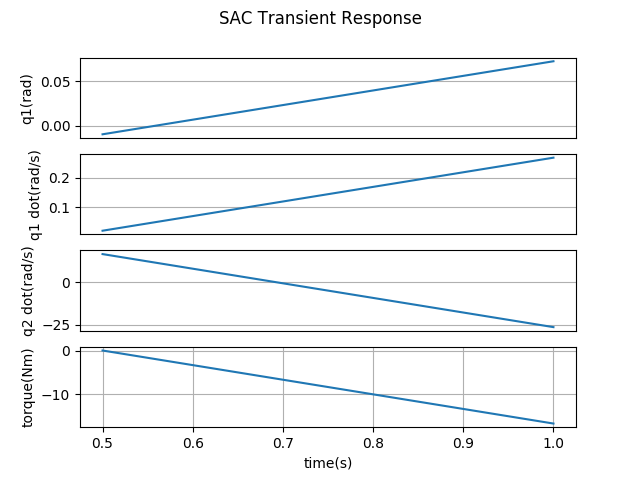 SAC Transient Response
q1(rad)
0.05
0.00
q1 dot(rad/s)
0.2
0.1
q2 dot(rad/s)
0
−25
torque(Nm)
0
−10
0.5 0.6 0.7 0.8 0.9 1.0
time(s)